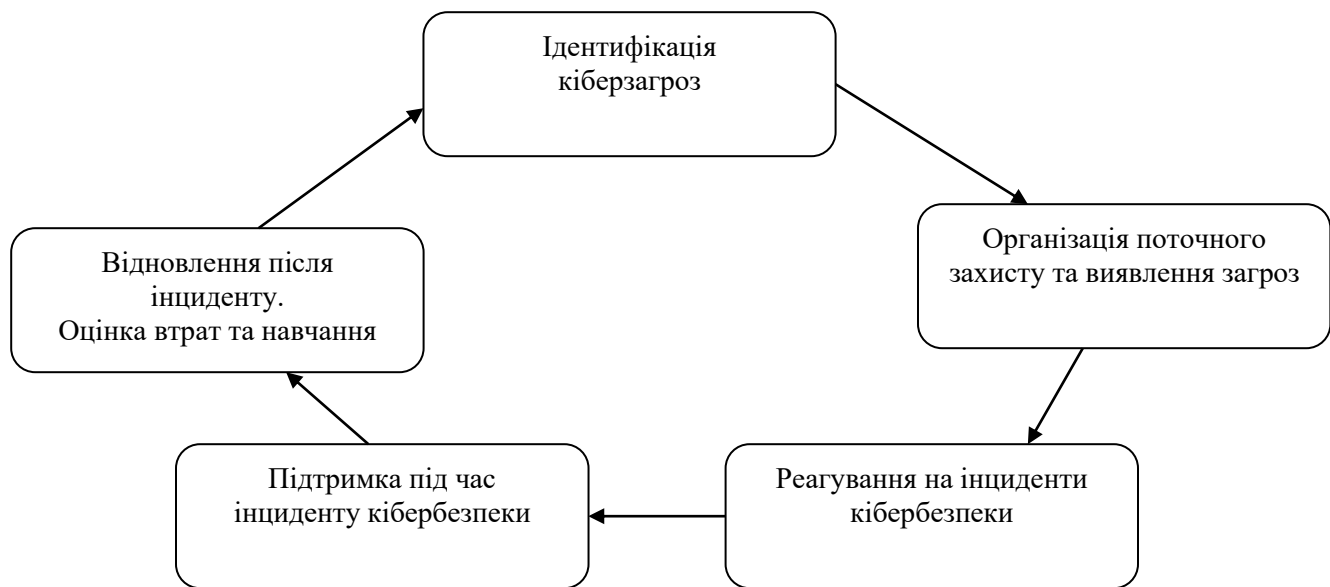 Ідентифікація
кіберзагроз
Організація поточного
захисту та виявлення загроз
Реагування на інциденти
кібербезпеки
Підтримка під час
інциденту кібербезпеки
Відновлення після
інциденту.
Оцінка втрат та навчання